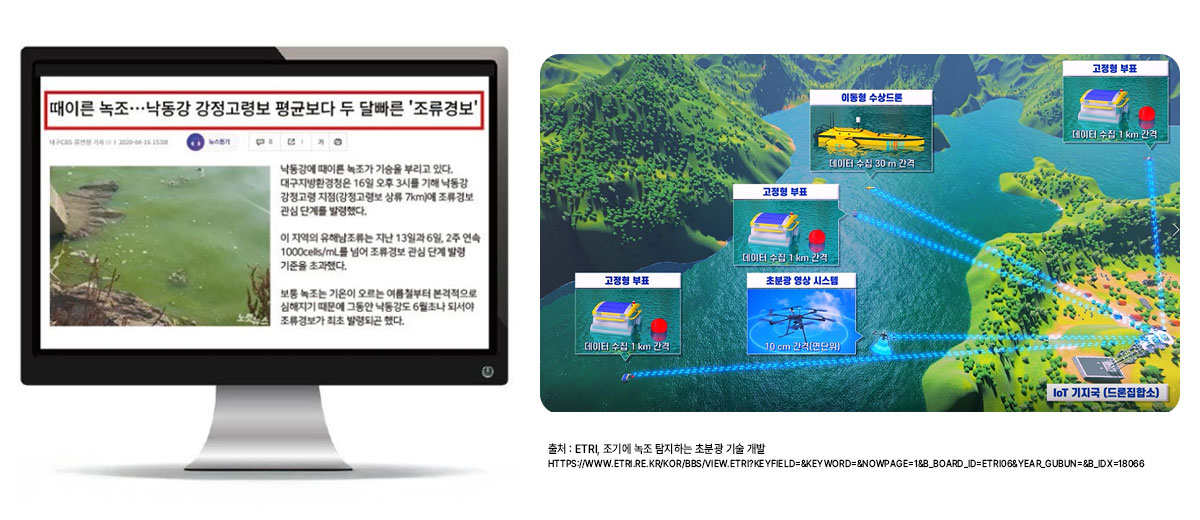 때이른 녹조…낙동강 강정고령보 평균보다 두 달빠른 '조류경보'
대구CBS 류연정 기자
2020-04-16 15:08
뉴스듣기
0
가
낙동강에 때이른 녹조가 기승을 부리고 있다.
대구지방환경청은 16일 오후 3시를 기해 낙동강
강정고령 지점(강정고령보 상류 7km)에 조류경보
관심 단계를 발령했다.
이 지역의 유해남조류는 지난 13일과 6일, 2주 연속
1000cells/mL를 넘어 조류경보 관심 단계 발령
기준을 초과했다.
보통 녹조는 기온이 오르는 여름철부터 본격적으로
심해지기 때문에 그동안 낙동강도 6월초나 되서야
조류경보가 최초 발령되곤 했다.
노컷뉴스
고정형 부표
데이터 수집 1 km 간격
이동형 수상드론
데이터 수집 30 m 간격
고정형 부표
데이터 수집 1 km 간격
고정형 부표
데이터 수집 1 km 간격
초분광 영상 시스템
10 cm 간격(면단위)
IoT 기지국 (드론집합소)
출처 : ETRI, 조기에 녹조 탐지하는 초분광 기술 개발
HTTPS://WWW.ETRI.RE.KR/KOR/BBS/VIEW.ETRI?KEYFIELD=&KEYWORD=&NOWPAGE=1&B_BOARD_ID=ETRI06&YEAR_GUBUN=&B_IDX=18066